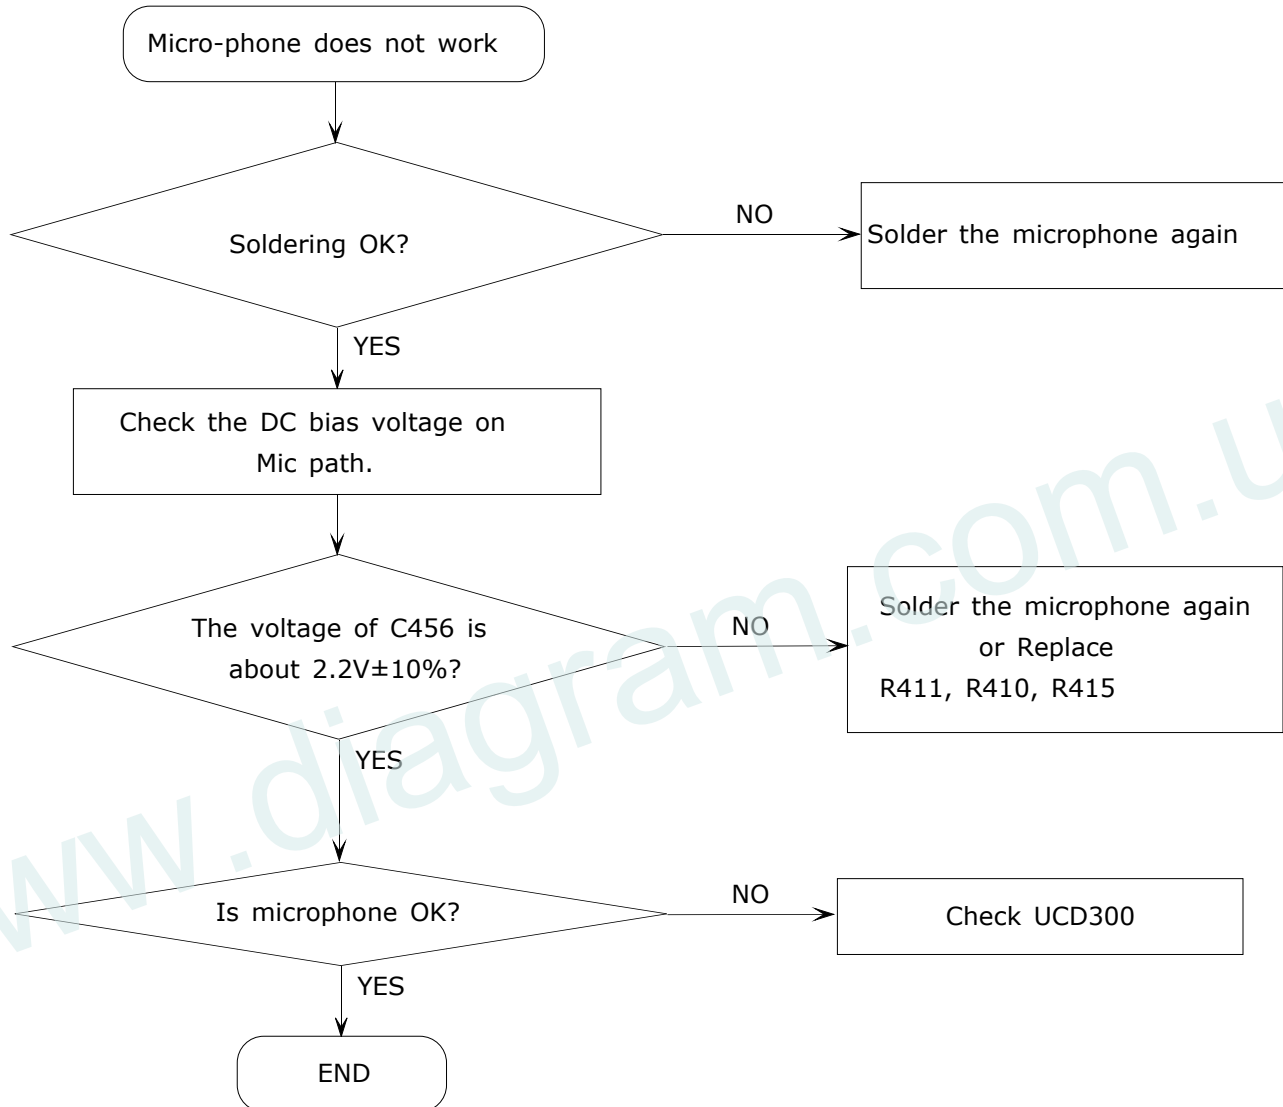 Micro-phone does not work
Soldering OK?
NO
Solder the microphone again
YES
Check the DC bias voltage on
Mic path.
The voltage of C456 is
about 2.2V±10%?
NO
Solder the microphone again
or Replace
R411, R410, R415
YES
Is microphone OK?
NO
Check UCD300
YES
END
ww.diagram.com.u